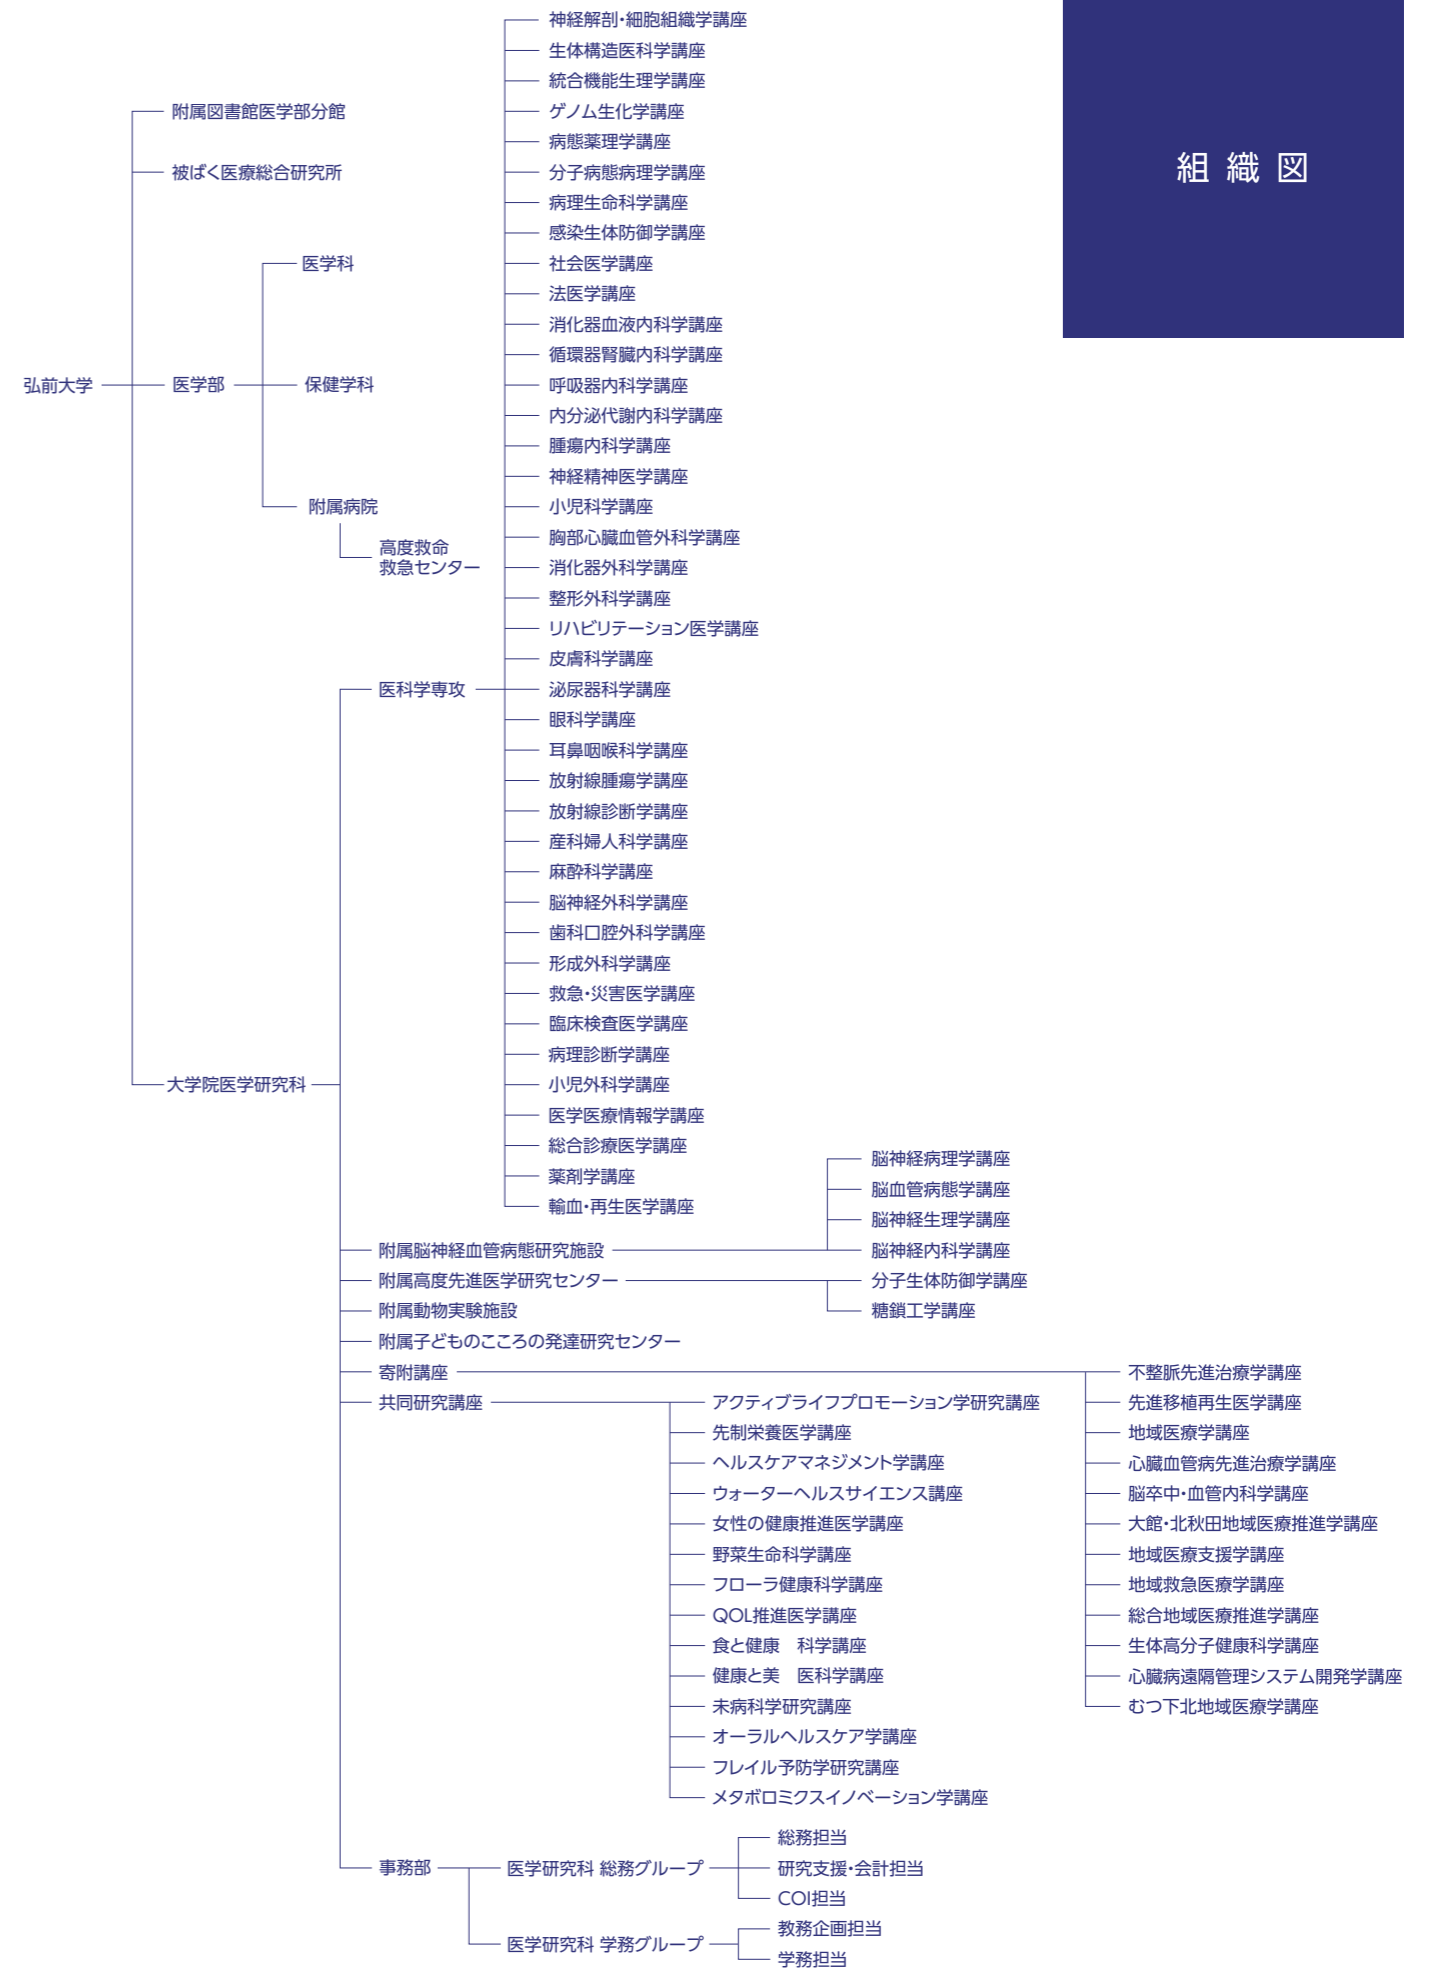 組織図
弘前大学
附属図書館医学部分館
被ばく医療総合研究所
医学部
医学科
保健学科
附属病院
高度救命
救急センター
大学院医学研究科
医科学専攻
神経解剖・細胞組織学講座
生体構造医科学講座
統合機能生理学講座
ゲノム生化学講座
病態薬理学講座
分子病態病理学講座
病理生命科学講座
感染生体防御学講座
社会医学講座
法医学講座
消化器血液内科学講座
循環器腎臓内科学講座
呼吸器内科学講座
内分泌代謝内科学講座
腫瘍内科学講座
神経精神医学講座
小児科学講座
胸部心臓血管外科学講座
消化器外科学講座
整形外科学講座
リハビリテーション医学講座
皮膚科学講座
泌尿器科学講座
眼科学講座
耳鼻咽喉科学講座
放射線腫瘍学講座
放射線診断学講座
産科婦人科学講座
麻酔科学講座
脳神経外科学講座
歯科口腔外科学講座
形成外科学講座
救急・災害医学講座
臨床検査医学講座
病理診断学講座
小児外科学講座
医学医療情報学講座
総合診療医学講座
薬剤学講座
輸血・再生医学講座
附属脳神経血管病態研究施設
脳神経病理学講座
脳血管病態学講座
脳神経生理学講座
脳神経内科学講座
附属高度先進医学研究センター
分子生体防御学講座
糖鎖工学講座
附属動物実験施設
附属子どものこころの発達研究センター
寄附講座
不整脈先進治療学講座
先進移植再生医学講座
地域医療学講座
心臓血管病先進治療学講座
脳卒中・血管内科学講座
大館・北秋田地域医療推進学講座
地域医療支援学講座
地域救急医療学講座
総合地域医療推進学講座
生体高分子健康科学講座
心臓病遠隔管理システム開発学講座
むつ下北地域医療学講座
共同研究講座
アクティブライフプロモーション学研究講座
先制栄養医学講座
ヘルスケアマネジメント学講座
ウォーターヘルスサイエンス講座
女性の健康推進医学講座
野菜生命科学講座
フローラ健康科学講座
QOL推進医学講座
食と健康　科学講座
健康と美　医科学講座
未病科学研究講座
オーラルヘルスケア学講座
フレイル予防学研究講座
メタボロミクスイノベーション学講座
事務部
医学研究科 総務グループ
総務担当
研究支援・会計担当
COI担当
医学研究科 学務グループ
教務企画担当
学務担当